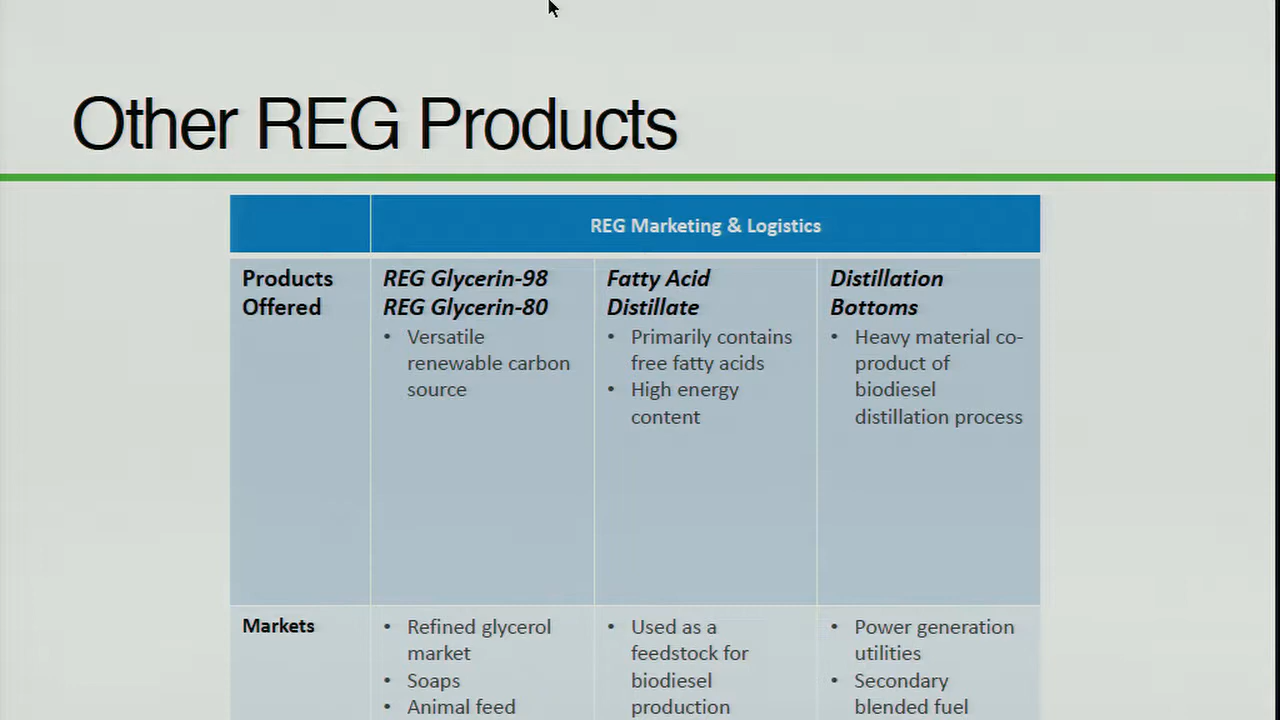 Other REG Products
REG Marketing & Logistics
Products
Offered
REG Glycerin-98
REG Glycerin-80
• Versatile
renewable carbon
source
Fatty Acid
Distillate
• Primarily contains
free fatty acids
• High energy
content
Distillation
Bottoms
• Heavy material co-
product of
biodiesel
distillation process
Markets
• Refined glycerol
market
• Soaps
• Animal feed
• Used as a
feedstock for
biodiesel
production
• Power generation
utilities
• Secondary
blended fuel